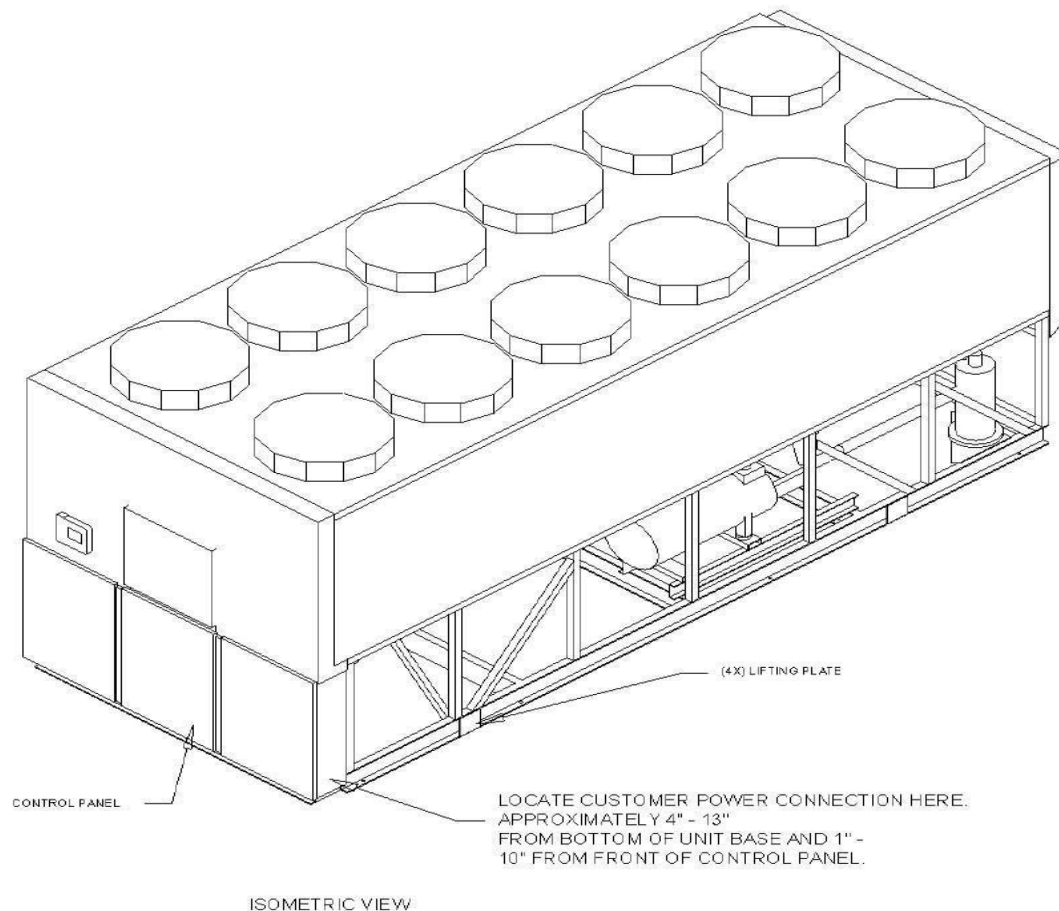 (4X) LIFTING PLATE
CONTROL PANEL
LOCATE CUSTOMER POWER CONNECTION HERE.
APPROXIMATELY 4" - 13"
FROM BOTTOM OF UNIT BASE AND 1" -
10" FROM FRONT OF CONTROL PANEL.
ISOMETRIC VIEW